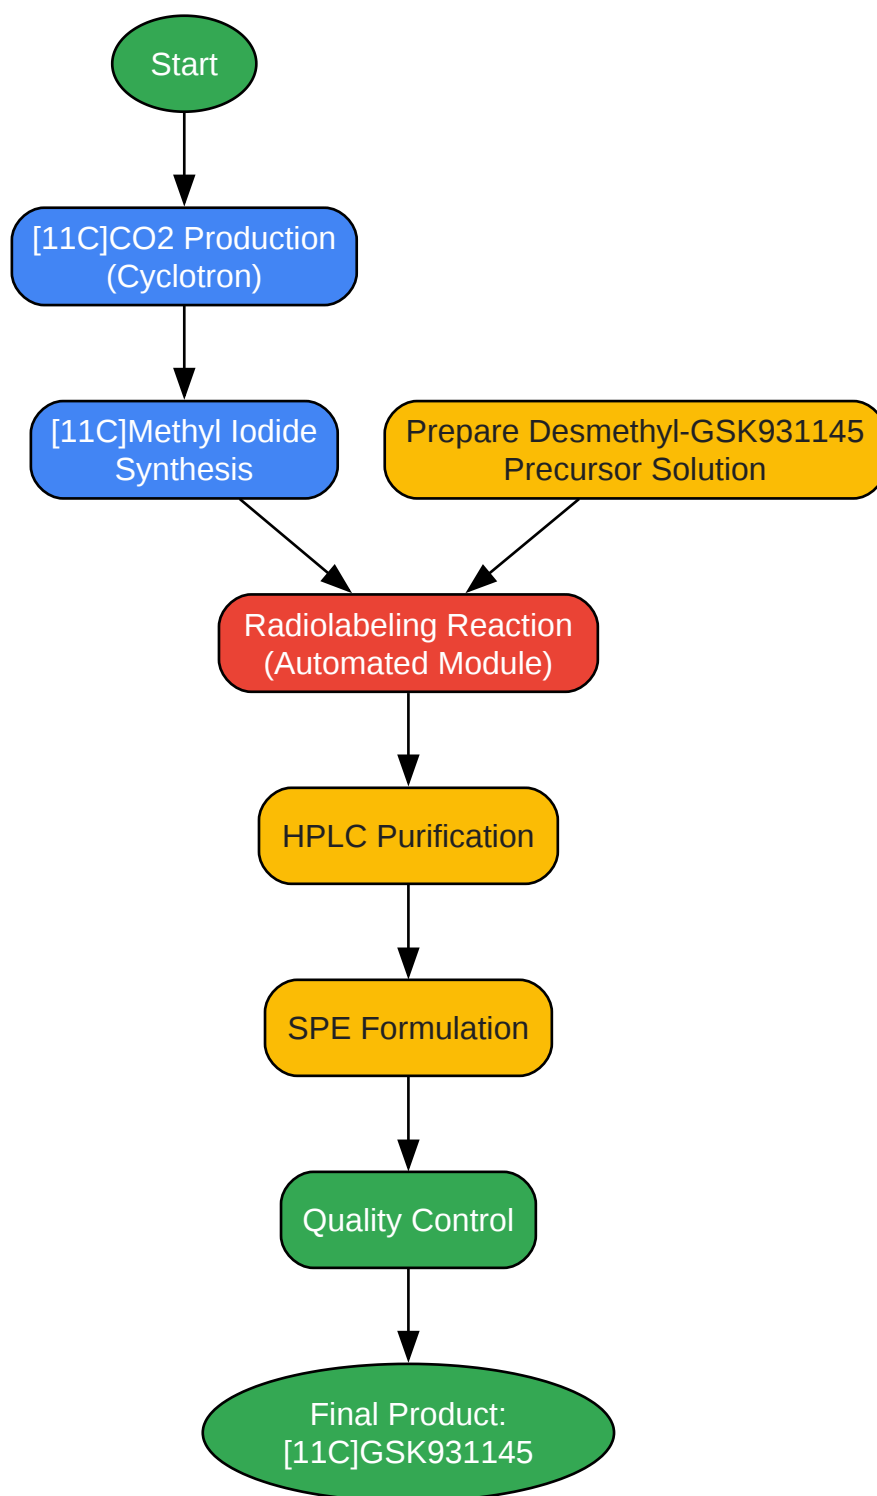 Start
[11C]CO2 Production
(Cyclotron)
[11C]Methyl Iodide
Synthesis
Prepare Desmethyl-GSK931145
Precursor Solution
Radiolabeling Reaction
(Automated Module)
HPLC Purification
SPE Formulation
Quality Control
Final Product:
[11C]GSK931145